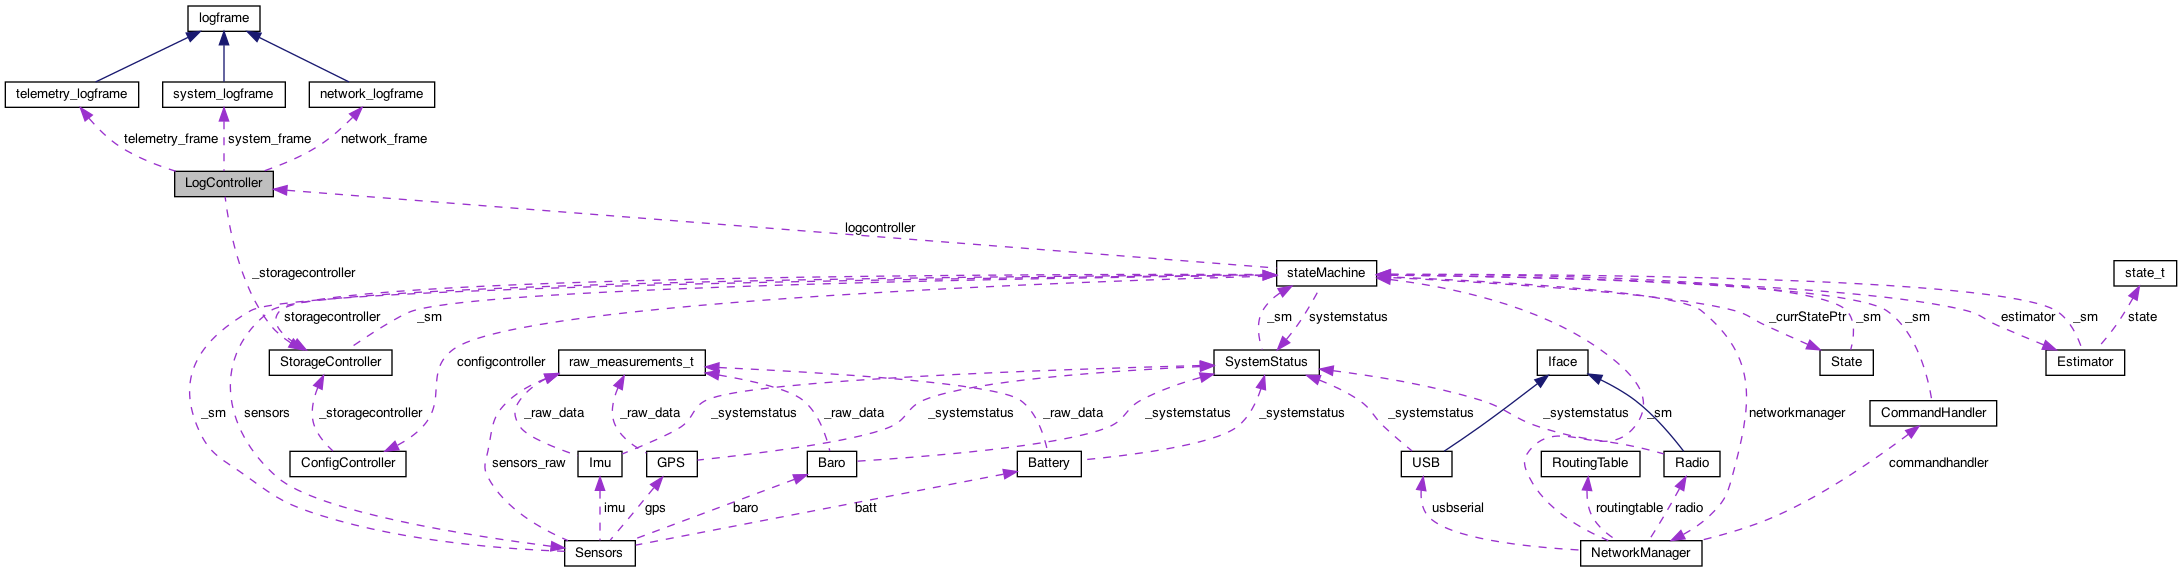 logframe
telemetry_logframe
system_logframe
network_logframe
telemetry_frame
system_frame
network_frame
LogController
logcontroller
_storagecontroller
stateMachine
state_t
storagecontroller
_sm
_sm
systemstatus
_currStatePtr
_sm
_sm
estimator
_sm
state
StorageController
configcontroller
raw_measurements_t
SystemStatus
Iface
State
Estimator
_sm
sensors
_storagecontroller
_raw_data
_raw_data
_systemstatus
_raw_data
_systemstatus
_raw_data
_systemstatus
_systemstatus
_systemstatus
_systemstatus
_sm
networkmanager
CommandHandler
ConfigController
sensors_raw
Imu
GPS
Baro
Battery
USB
RoutingTable
Radio
commandhandler
imu
gps
baro
batt
usbserial
routingtable
radio
Sensors
NetworkManager